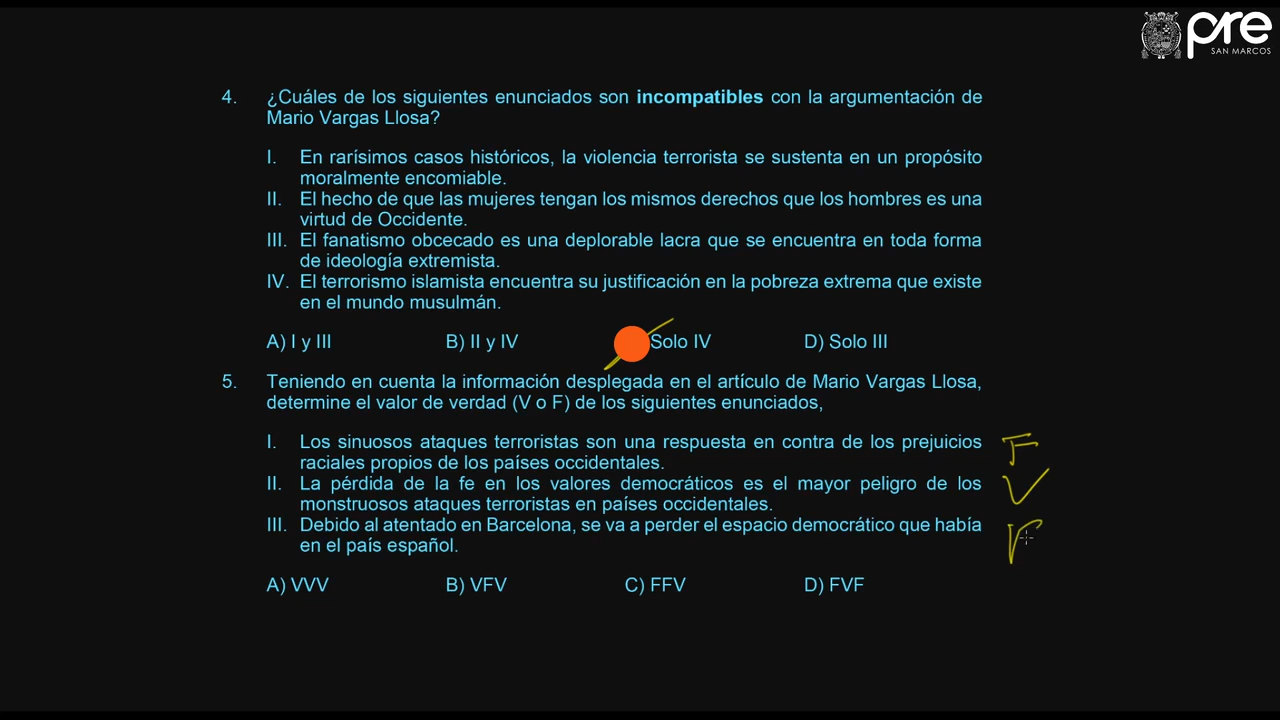 pre
SAN MARCOS
4. ¿Cuáles de los siguientes enunciados son incompatibles con la argumentación de
Mario Vargas Llosa?
I. En rarísimos casos históricos, la violencia terrorista se sustenta en un propósito
moralmente encomiable.
II. El hecho de que las mujeres tengan los mismos derechos que los hombres es una
virtud de Occidente.
III. El fanatismo obcecado es una deplorable lacra que se encuentra en toda forma
de ideología extremista.
IV. El terrorismo islamista encuentra su justificación en la pobreza extrema que existe
en el mundo musulmán.
A) I y III B) II y IV Solo IV D) Solo III
5. Teniendo en cuenta la información desplegada en el artículo de Mario Vargas Llosa,
determine el valor de verdad (V o F) de los siguientes enunciados,
I. Los sinuosos ataques terroristas son una respuesta en contra de los prejuicios F
raciales propios de los países occidentales.
II. La pérdida de la fe en los valores democráticos es el mayor peligro de los V
monstruosos ataques terroristas en países occidentales.
III. Debido al atentado en Barcelona, se va a perder el espacio democrático que había F
en el país español.
A) VVV B) VFV C) FFV D) FVF